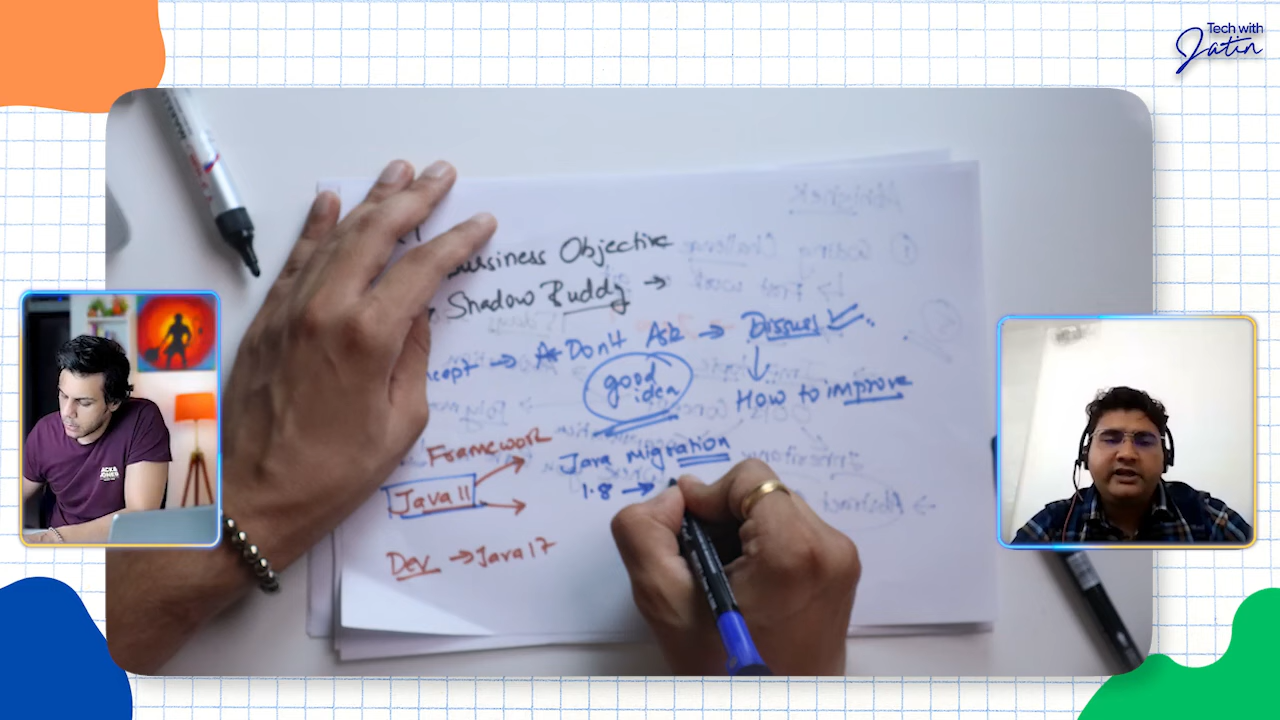 Tech with
Jatin
Bursiness Objective
Shadow Buddy →
→ Don't Ask → Discuss
good
idea
How to improve
Framework
Java migration
Java 11
1.8 →
Dev → Java 17